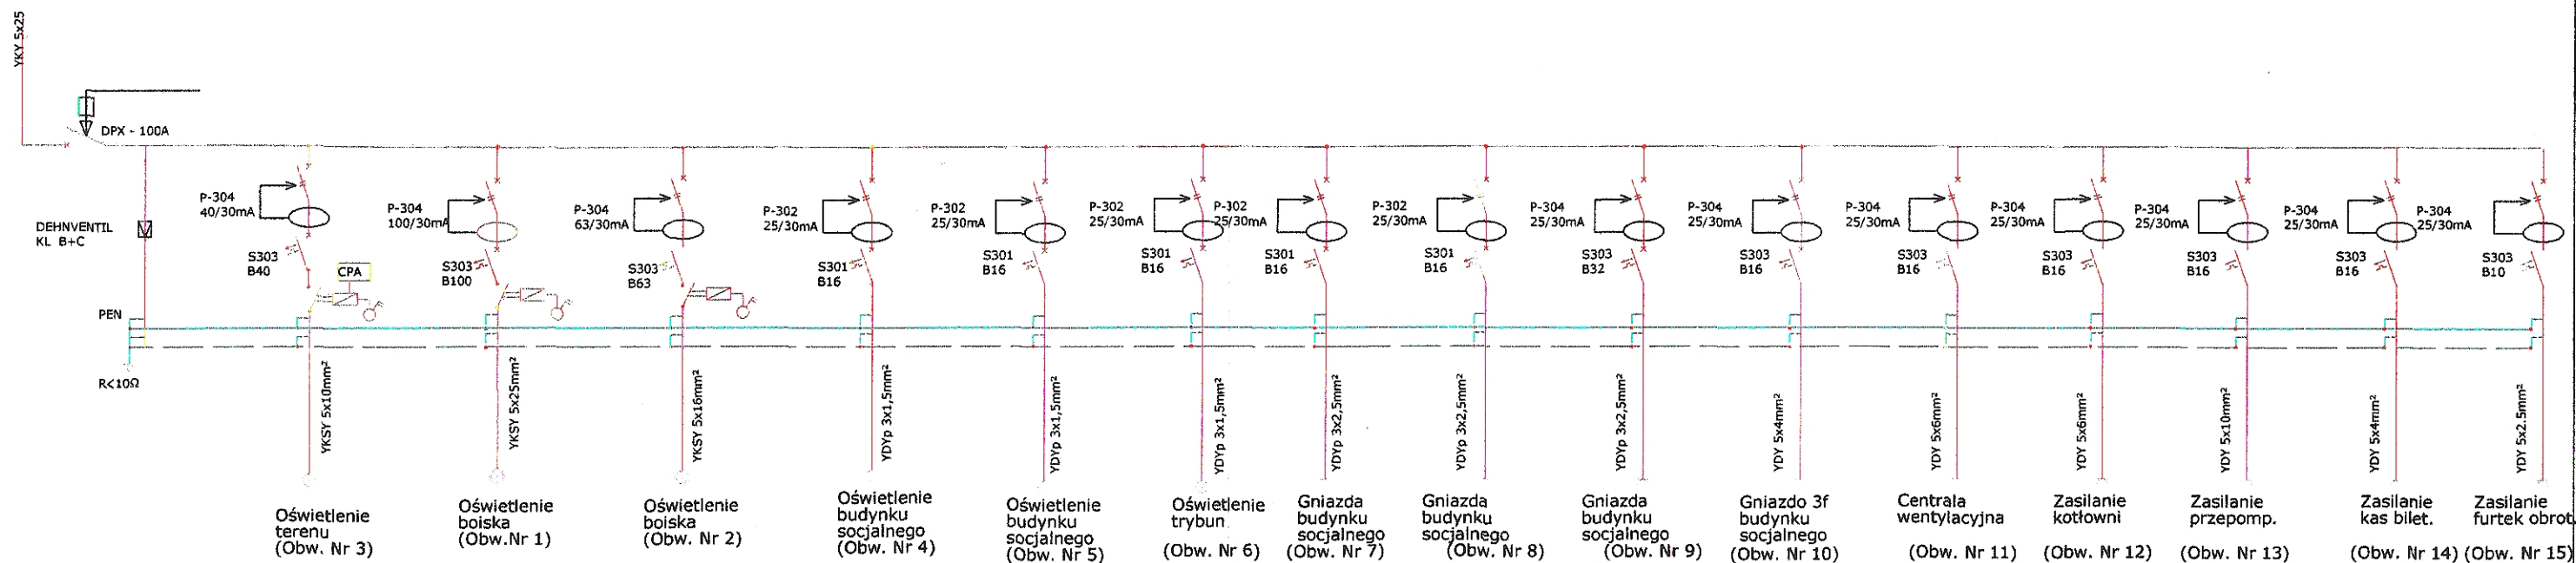 YKY 5x25
DPX - 100A
DEHNVENTIL
KL B+C
PEN
R<10Ω
P-304
40/30mA
S303
B40
CPA
YKSY 5x10mm²
Oświetlenie
terenu
(Obw. Nr 3)
P-304
100/30mA
S303
B100
YKSY 5x25mm²
Oświetlenie
boiska
(Obw.Nr 1)
P-304
63/30mA
S303
B63
YKSY 5x16mm²
Oświetlenie
boiska
(Obw. Nr 2)
P-302
25/30mA
S301
B16
YDYp 3x1,5mm²
Oświetlenie
budynku
socjalnego
(Obw. Nr 4)
P-302
25/30mA
S301
B16
YDYp 3x1,5mm²
Oświetlenie
budynku
socjalnego
(Obw. Nr 5)
P-302
25/30mA
S301
B16
YDYp 3x1,5mm²
Oświetlenie
trybun
(Obw. Nr 6)
P-302
25/30mA
S301
B16
YDYp 3x2,5mm²
Gniazda
budynku
socjalnego
(Obw. Nr 7)
P-302
25/30mA
S301
B16
YDYp 3x2,5mm²
Gniazda
budynku
socjalnego
(Obw. Nr 8)
P-304
25/30mA
S303
B32
YDYp 3x2,5mm²
Gniazda
budynku
socjalnego
(Obw. Nr 9)
P-304
25/30mA
S303
B16
YDY 5x4mm²
Gniazdo 3f
budynku
socjalnego
(Obw. Nr 10)
P-304
25/30mA
S303
B16
YDY 5x6mm²
Centrala
wentylacyjna
(Obw. Nr 11)
P-304
25/30mA
S303
B16
YDY 5x6mm²
Zasilanie
kotłowni
(Obw. Nr 12)
P-304
25/30mA
S303
B16
YDY 5x10mm²
Zasilanie
przepomp.
(Obw. Nr 13)
P-304
25/30mA
S303
B16
YDY 5x4mm²
Zasilanie
kas bilet.
(Obw. Nr 14)
P-304
25/30mA
S303
B10
YDY 5x2.5mm²
Zasilanie
furtek obrot.
(Obw. Nr 15)